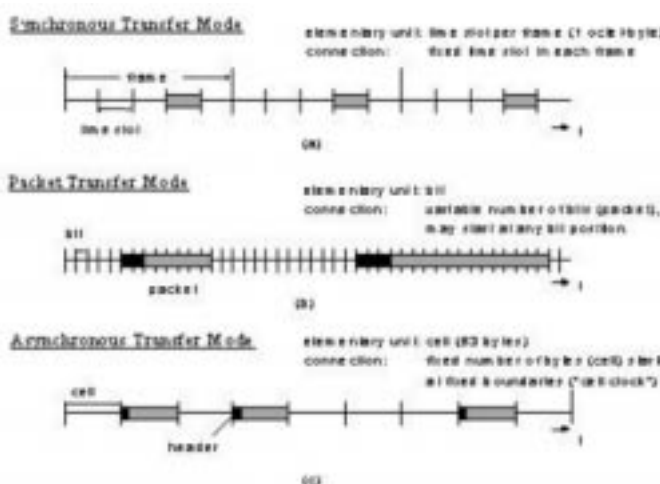 Synchronous Transfer Mode
elementary unit: time slot per frame (1 octet/byte)
connection: fixed time slot in each frame
frame
time slot
t
(a)
Packet Transfer Mode
elementary unit: bit
connection: variable number of bits (packet),
may start at any bit position.
bit
packet
t
(b)
Asynchronous Transfer Mode
elementary unit: cell (53 bytes)
connection: fixed number of bytes (cell) start
at fixed boundaries ("cell clock")
cell
header
t
(c)